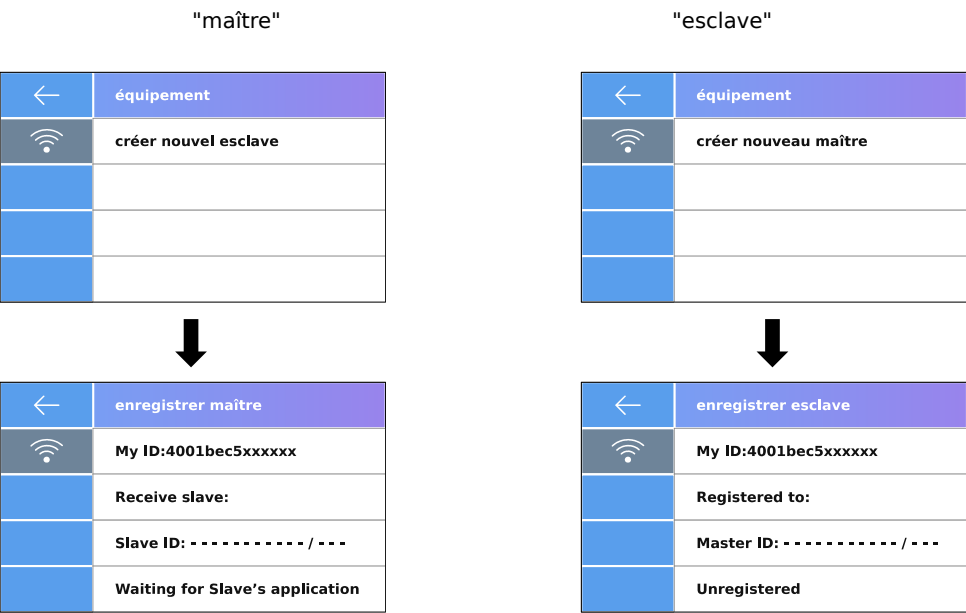 "maître"
"esclave"
équipement
créer nouvel esclave
équipement
créer nouveau maître
enregistrer maître
My ID:4001bec5xxxxxx
Receive slave:
Slave ID: - - - - - - - - - - - / - - -
Waiting for Slave’s application
enregistrer esclave
My ID:4001bec5xxxxxx
Registered to:
Master ID: - - - - - - - - - - - / - - -
Unregistered